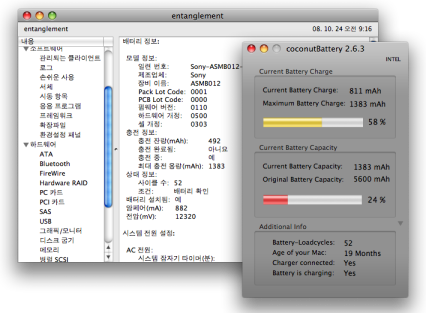 entanglement
entanglement
08. 10. 24 오전 9:16
내용
▼소프트웨어
관리되는 클라이언트
로그
손쉬운 사용
서체
시동 항목
응용 프로그램
프레임워크
확장파일
환경설정 패널
▼하드웨어
ATA
Bluetooth
FireWire
Hardware RAID
PC 카드
PCI 카드
SAS
USB
그래픽/모니터
디스크 굽기
메모리
병렬 SCSI
배터리 정보:
모델 정보:
일련 번호: Sony-ASMB012-
제조업체: Sony
장비 이름: ASMB012
Pack Lot Code: 0001
PCB Lot Code: 0000
펌웨어 버전: 0110
하드웨어 개정: 0500
셀 개정: 0303
충전 정보:
충전 잔량(mAh): 492
충전 완료됨: 아니오
충전 중: 예
최대 충전 용량(mAh): 1383
상태 정보:
사이클 수: 52
조건: 배터리 확인
배터리 설치됨: 예
암페어(mA): 882
전압(mV): 12320
시스템 전원 설정:
AC 전원:
시스템 잠자기 타이머(분):
coconutBattery 2.6.3
INTEL
Current Battery Charge
Current Battery Charge: 811 mAh
Maximum Battery Charge: 1383 mAh
58 %
Current Battery Capacity
Current Battery Capacity: 1383 mAh
Original Battery Capacity: 5600 mAh
24 %
Additional Info
Battery-Loadcycles: 52
Age of your Mac: 19 Months
Charger connected: Yes
Battery is charging: Yes